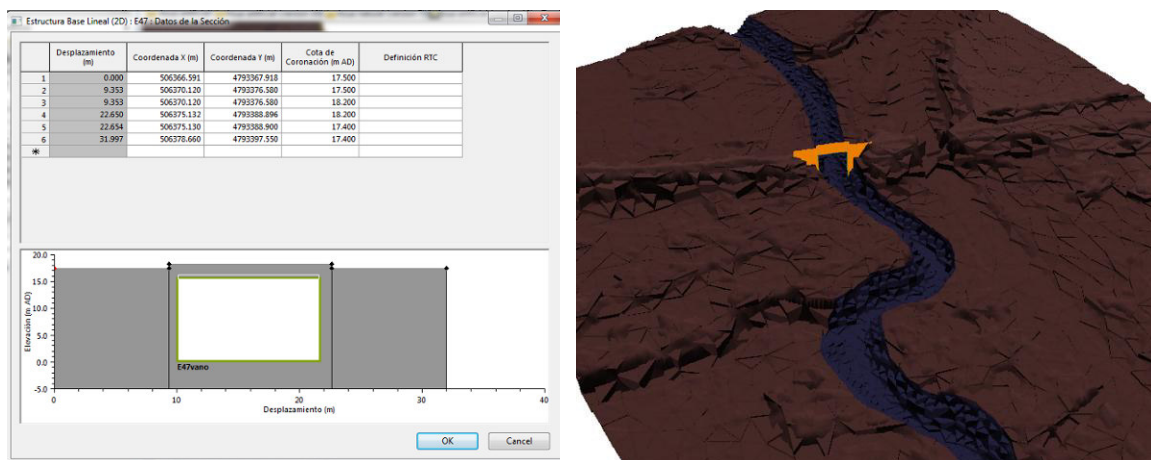 Estructura Base Lineal (2D) : E47 : Datos de la Sección
Desplazamiento (m) Coordenada X (m) Coordenada Y (m) Cota de Coronación (m AD) Definición RTC
1 0.000 506366.591 4793367.918 17.500
2 9.353 506370.120 4793376.580 17.500
3 9.353 506370.120 4793376.580 18.200
4 22.650 506375.132 4793388.896 18.200
5 22.654 506375.130 4793388.900 17.400
6 31.997 506378.660 4793397.550 17.400
20.0
15.0
10.0
5.0
0.0
-5.0
Elevación (m AD)
E47vano
0 10 20 30 40
Desplazamiento (m)
OK Cancel